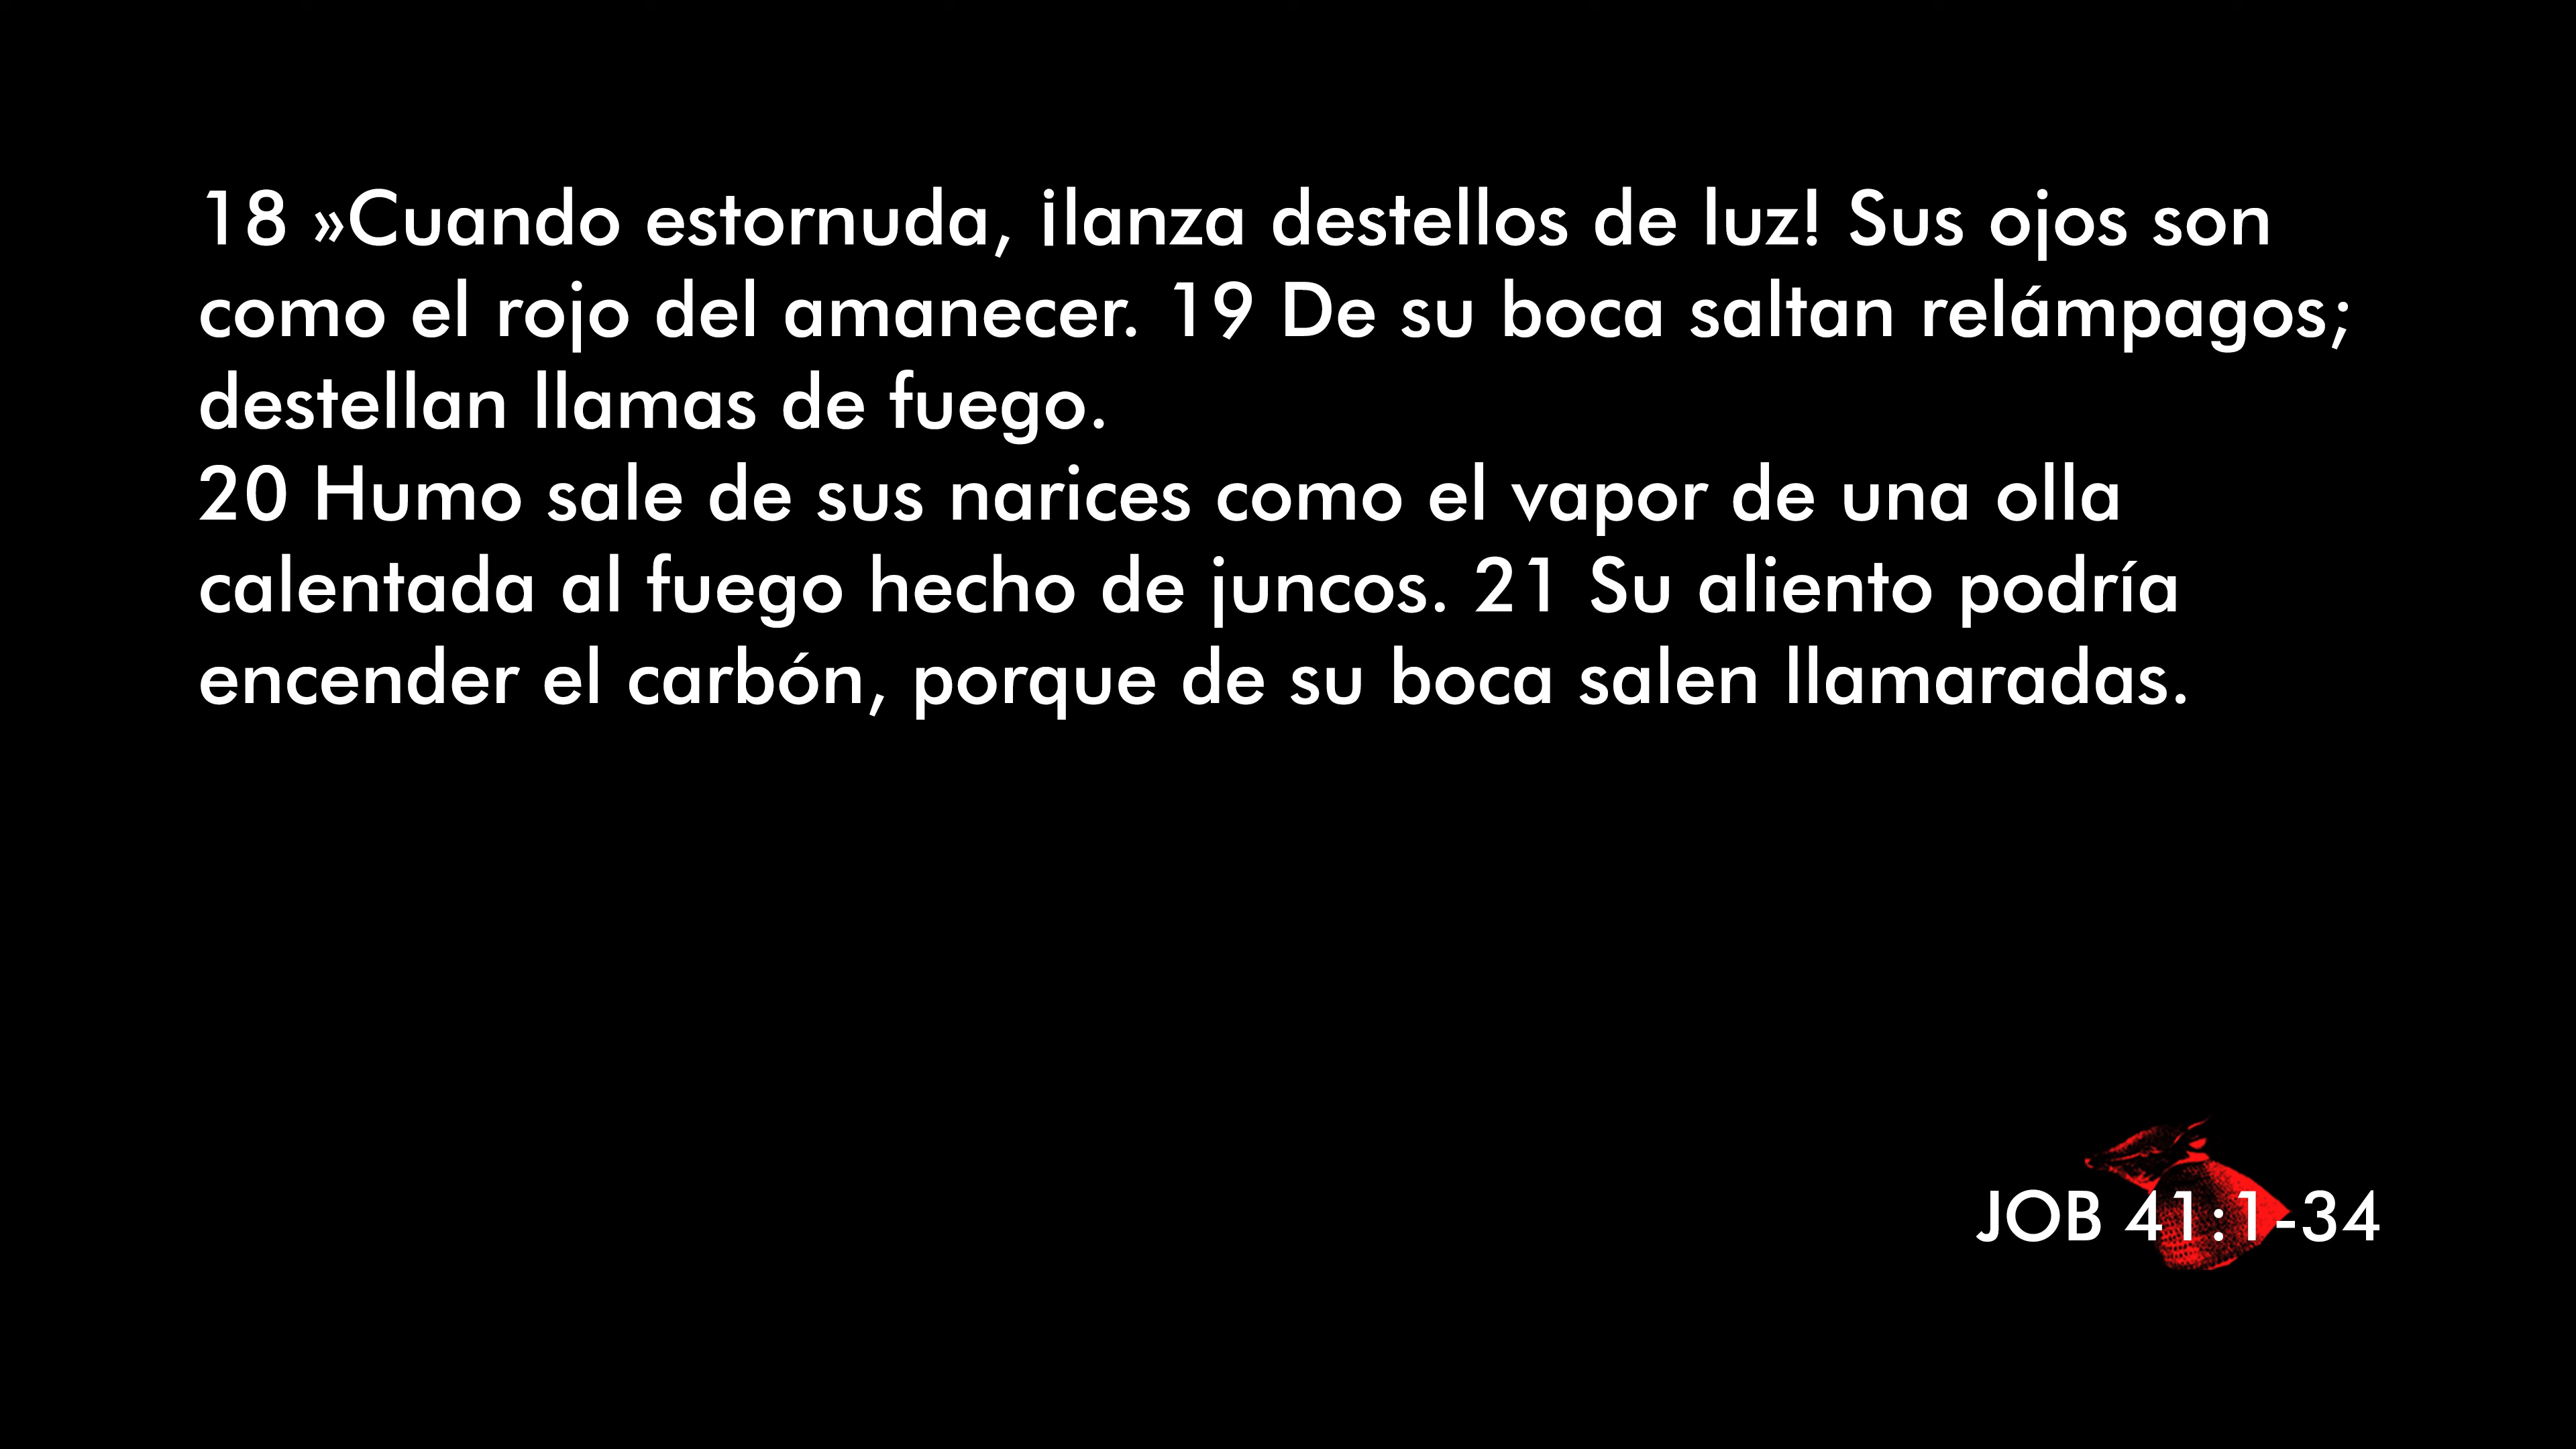 18 »Cuando estornuda, ¡lanza destellos de luz! Sus ojos son
como el rojo del amanecer. 19 De su boca saltan relámpagos;
destellan llamas de fuego.
20 Humo sale de sus narices como el vapor de una olla
calentada al fuego hecho de juncos. 21 Su aliento podría
encender el carbón, porque de su boca salen llamaradas.
JOB 41:1-34